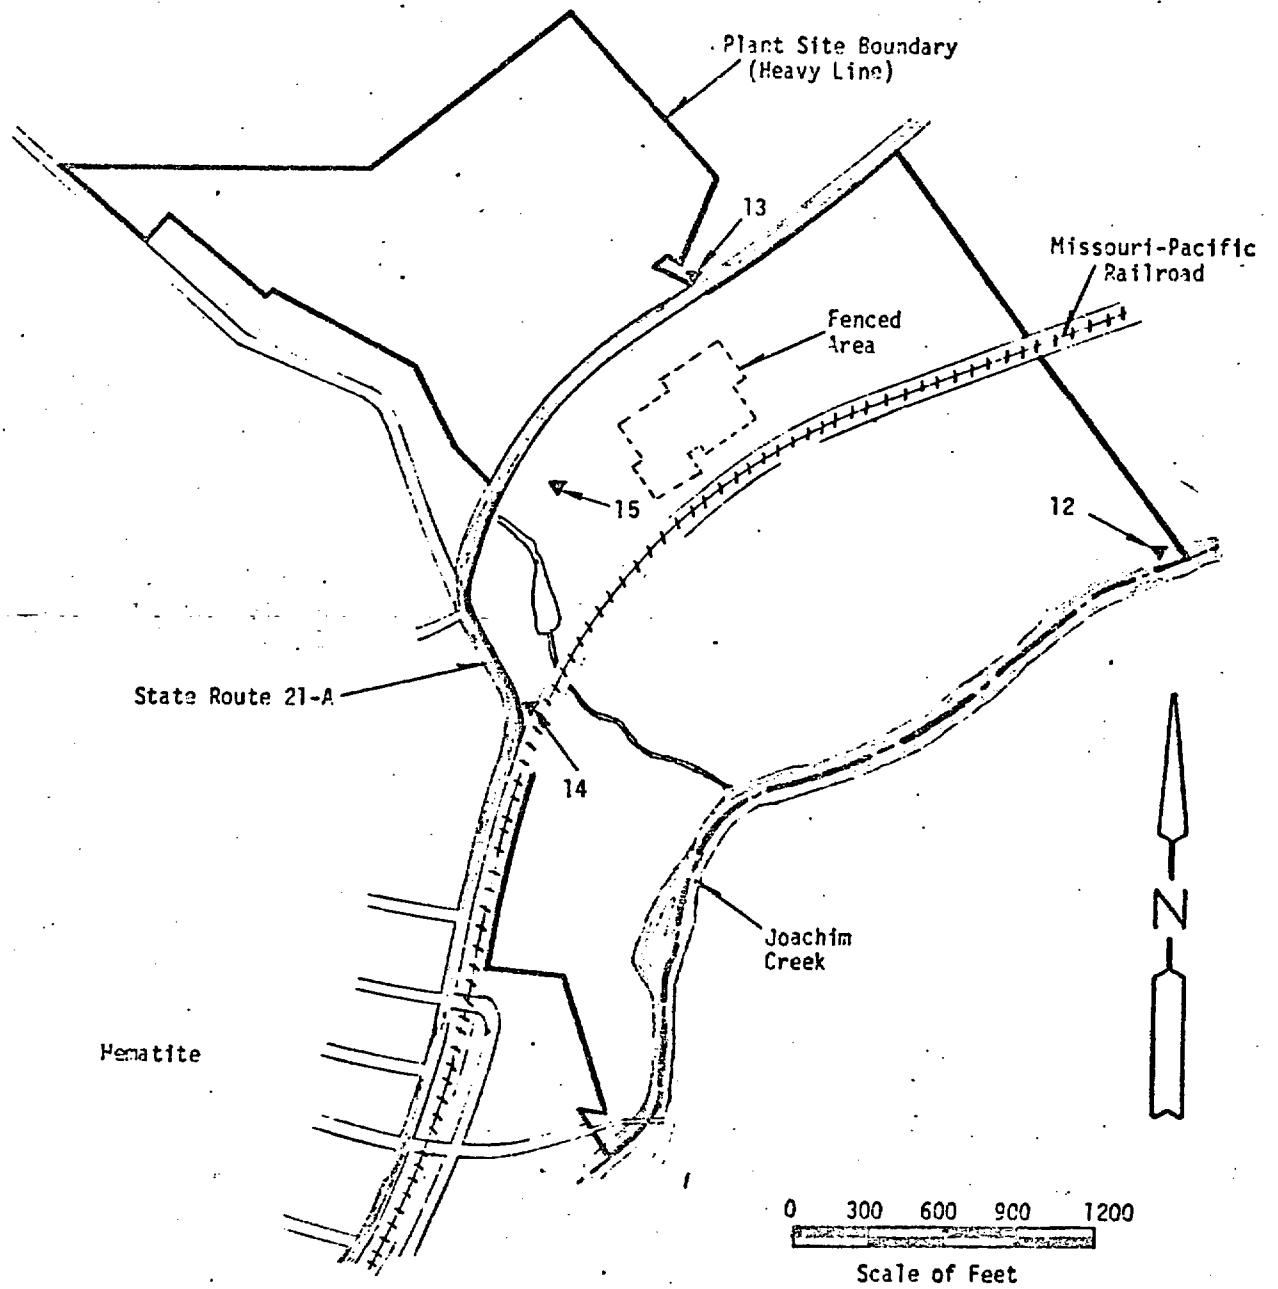 Plant Site Boundary
(Heavy Line)
13
Missouri-Pacific
Railroad
Fenced
Area
15
12
State Route 21-A
14
Joachim
Creek
N
Hematite
0 300 600 900 1200
Scale of Feet